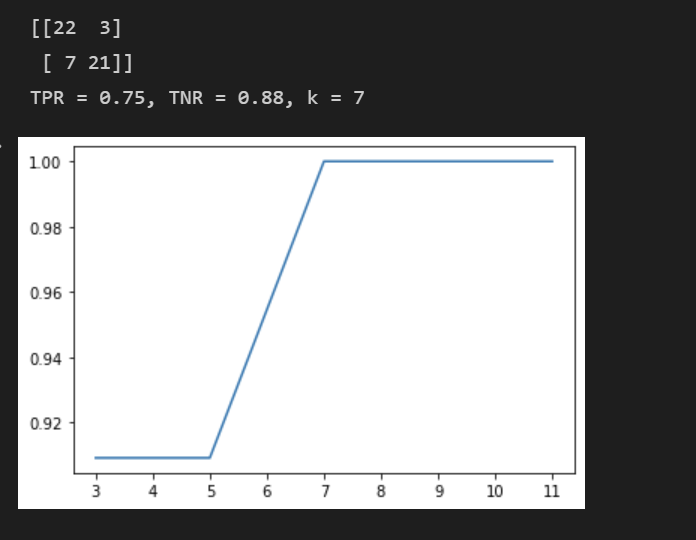 [[22  3]
 [ 7 21]]
TPR = 0.75, TNR = 0.88, k = 7
1.00
0.98
0.96
0.94
0.92
3 4 5 6 7 8 9 10 11